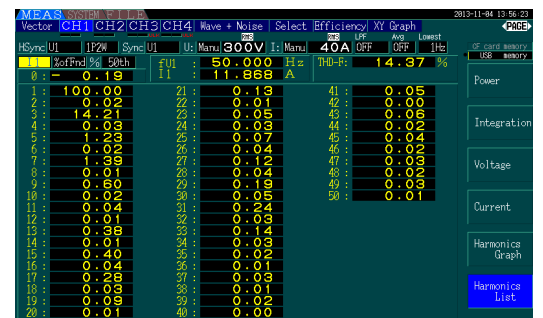 MEAS SYSTEM FILE 2013-11-04 13:56:23
Vector CH1 CH2 CH3 CH4 Wave + Noise Select Efficiency XY Graph PAGE
RMS RMS LPF Avg Lowest
HSync U1 1P2W Sync U1 U: Manu 300V I: Manu 40A OFF OFF 1Hz
CF card memory
USB memory
I1 %ofFnd % 50th fU1 : 50.000 Hz THD-F: 14.37 %
0 : - 0.19 I1 : 11.868 A
Power
1 : 100.00 21 : 0.13 41 : 0.05
2 : 0.02 22 : 0.01 42 : 0.00
3 : 14.21 23 : 0.05 43 : 0.06
4 : 0.03 24 : 0.03 44 : 0.02
Integration
5 : 1.23 25 : 0.07 45 : 0.04
6 : 0.02 26 : 0.04 46 : 0.02
7 : 1.39 27 : 0.12 47 : 0.03
Voltage
8 : 0.01 28 : 0.04 48 : 0.02
9 : 0.60 29 : 0.19 49 : 0.03
10 : 0.02 30 : 0.05 50 : 0.01
11 : 0.04 31 : 0.24
Current
12 : 0.01 32 : 0.03
13 : 0.38 33 : 0.14
14 : 0.01 34 : 0.03
Harmonics
Graph
15 : 0.40 35 : 0.02
16 : 0.04 36 : 0.01
17 : 0.28 37 : 0.03
18 : 0.03 38 : 0.01
Harmonics
List
19 : 0.09 39 : 0.02
20 : 0.01 40 : 0.00